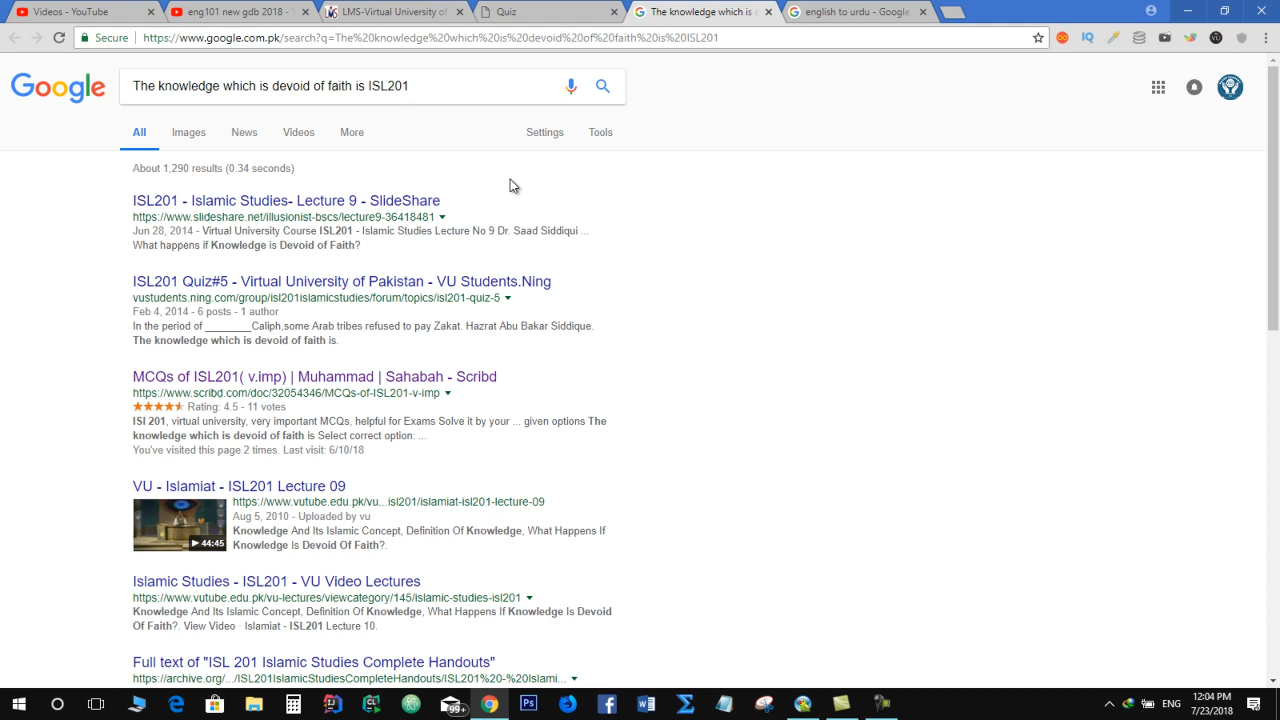 Videos - YouTube
eng101 new gdb 2018 -
LMS-Virtual University of
Quiz
The knowledge which is
english to urdu - Google
Secure
https://www.google.com.pk/search?q=The%20knowledge%20which%20is%20devoid%20of%20faith%20is%20ISL201
Google
The knowledge which is devoid of faith is ISL201
All Images News Videos More Settings Tools
About 1,290 results (0.34 seconds)
ISL201 - Islamic Studies- Lecture 9 - SlideShare
https://www.slideshare.net/illusionist-bscs/lecture9-36418481
Jun 28, 2014 - Virtual University Course ISL201 - Islamic Studies Lecture No 9 Dr. Saad Siddiqui ...
What happens if Knowledge is Devoid of Faith?
ISL201 Quiz#5 - Virtual University of Pakistan - VU Students.Ning
vustudents.ning.com/group/isl201islamicstudies/forum/topics/isl201-quiz-5
Feb 4, 2014 - 6 posts - 1 author
In the period of ________Caliph,some Arab tribes refused to pay Zakat. Hazrat Abu Bakar Siddique.
The knowledge which is devoid of faith is.
MCQs of ISL201( v.imp) | Muhammad | Sahabah - Scribd
https://www.scribd.com/doc/32054346/MCQs-of-ISL201-v-imp
Rating: 4.5 - 11 votes
ISl 201, virtual university, very important MCQs, helpful for Exams Solve it by your ... given options The
knowledge which is devoid of faith is Select correct option: ...
You've visited this page 2 times. Last visit: 6/10/18
VU - Islamiat - ISL201 Lecture 09
https://www.vutube.edu.pk/vu...isl201/islamiat-isl201-lecture-09
Aug 5, 2010 - Uploaded by vu
Knowledge And Its Islamic Concept, Definition Of Knowledge, What Happens If
Knowledge Is Devoid Of Faith?.
44:45
Islamic Studies - ISL201 - VU Video Lectures
https://www.vutube.edu.pk/vu-lectures/viewcategory/145/islamic-studies-isl201
Knowledge And Its Islamic Concept, Definition Of Knowledge, What Happens If Knowledge Is Devoid
Of Faith?. View Video · Islamiat - ISL201 Lecture 10.
Full text of "ISL 201 Islamic Studies Complete Handouts"
https://archive.org/.../ISL201IslamicStudiesCompleteHandouts/ISL201%20-%20Islami...
99+
ENG
12:04 PM
7/23/2018